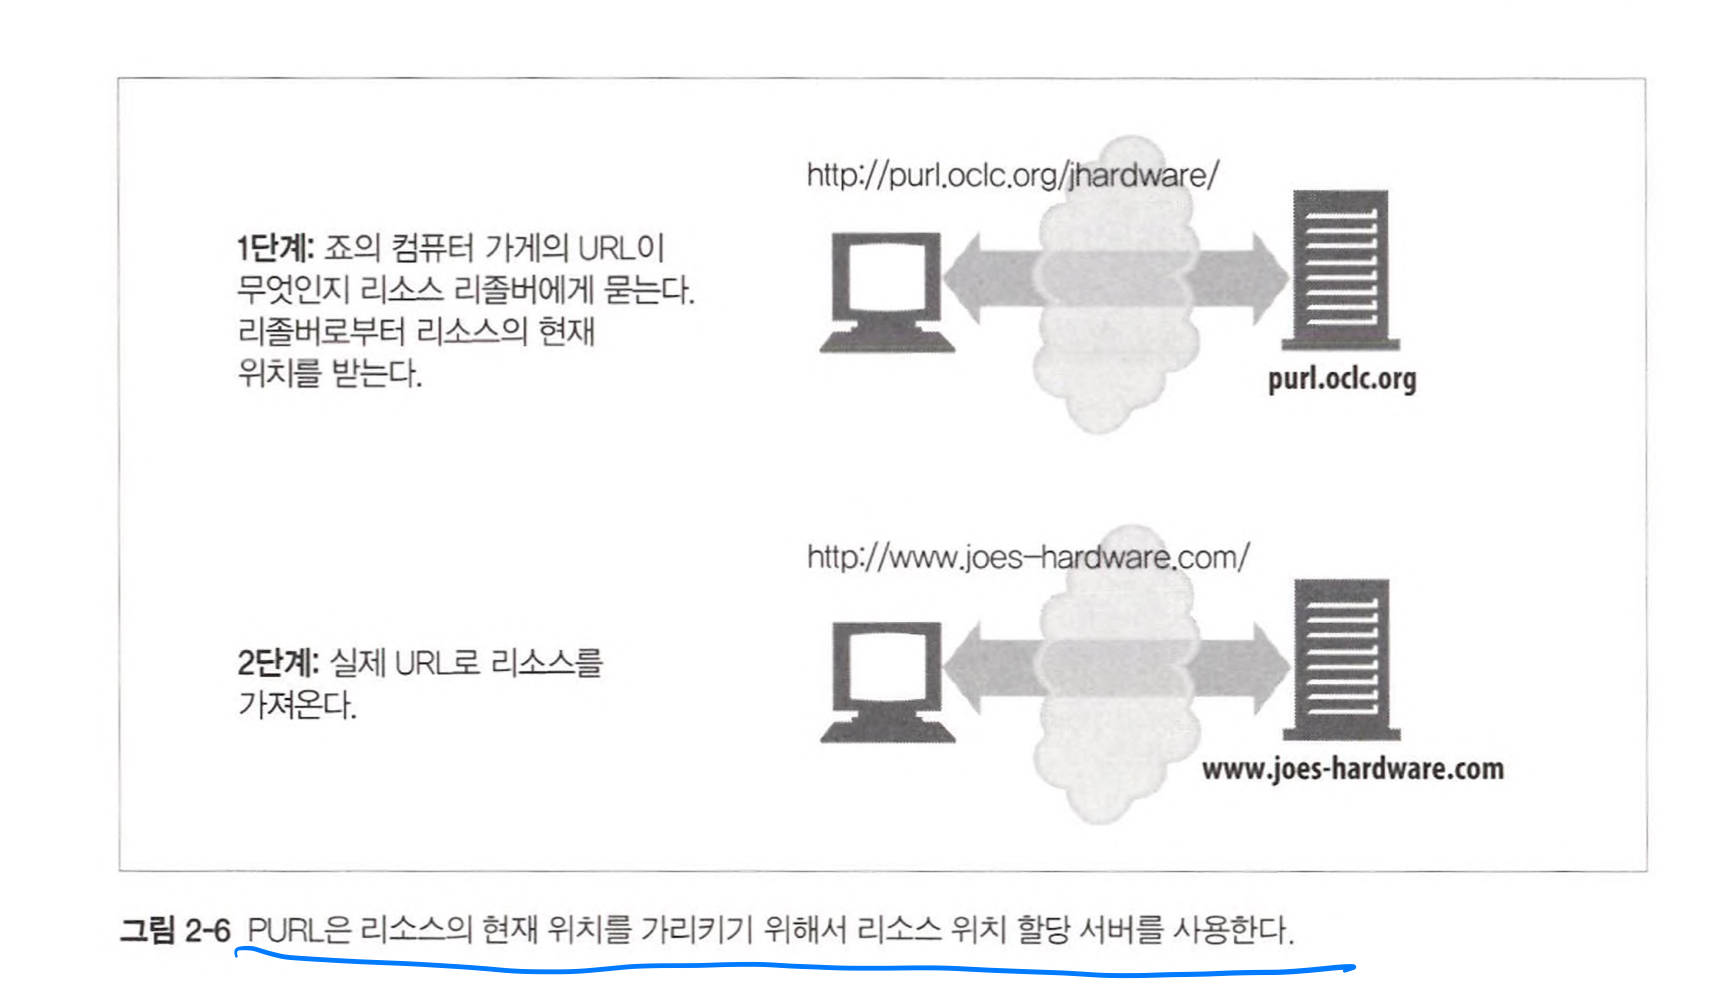 http://purl.oclc.org/jhardware/
1단계: 죠의 컴퓨터 가게의 URL이
무엇인지 리소스 리졸버에게 묻는다.
리졸버로부터 리소스의 현재
위치를 받는다.
purl.oclc.org
http://www.joes-hardware.com/
2단계: 실제 URL로 리소스를
가져온다.
www.joes-hardware.com
그림 2-6 PURL은 리소스의 현재 위치를 가리키기 위해서 리소스 위치 할당 서버를 사용한다.